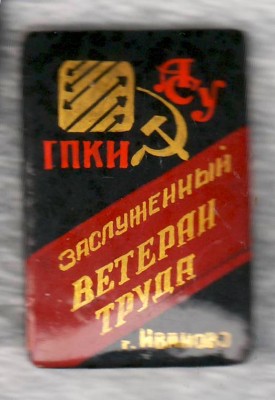 АСУ
ГПКИ
ЗАСЛУЖЕННЫЙ
ВЕТЕРАН
ТРУДА
г. Иваново